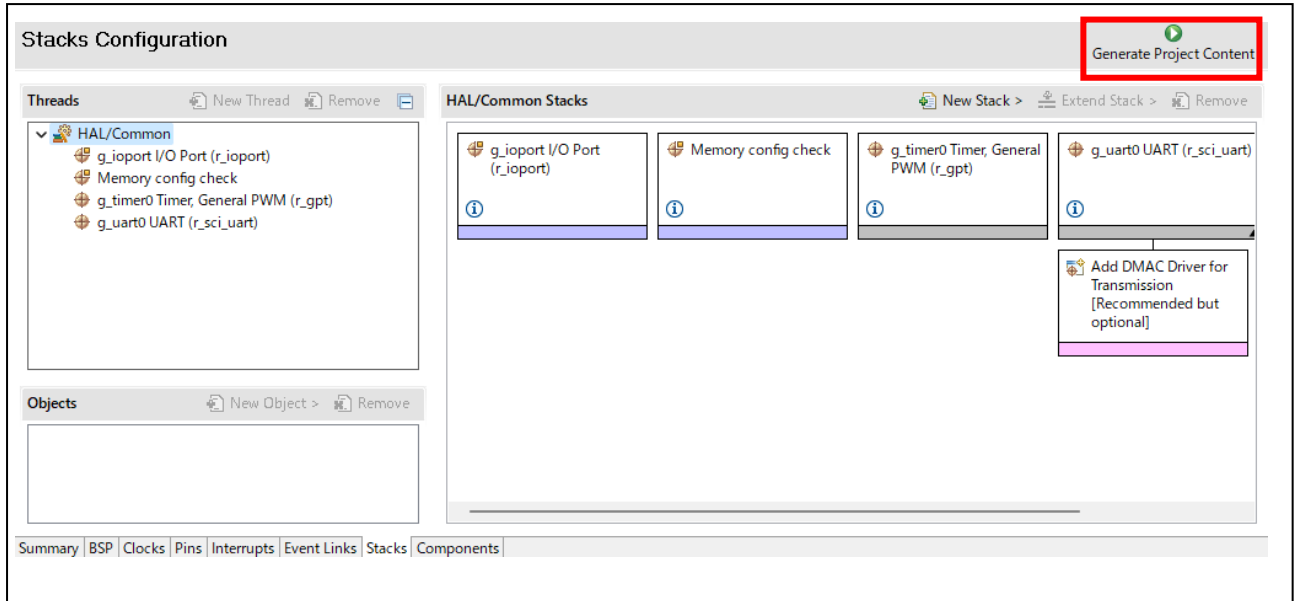 Stacks Configuration
Generate Project Content
Threads
New Thread
Remove
HAL/Common Stacks
New Stack >
Extend Stack >
Remove
HAL/Common
g_ioport I/O Port (r_ioport)
Memory config check
g_timer0 Timer, General PWM (r_gpt)
g_uart0 UART (r_sci_uart)
g_ioport I/O Port
(r_ioport)
Memory config check
g_timer0 Timer, General
PWM (r_gpt)
g_uart0 UART (r_sci_uart)
Add DMAC Driver for
Transmission
[Recommended but
optional]
Objects
New Object >
Remove
Summary BSP Clocks Pins Interrupts Event Links Stacks Components